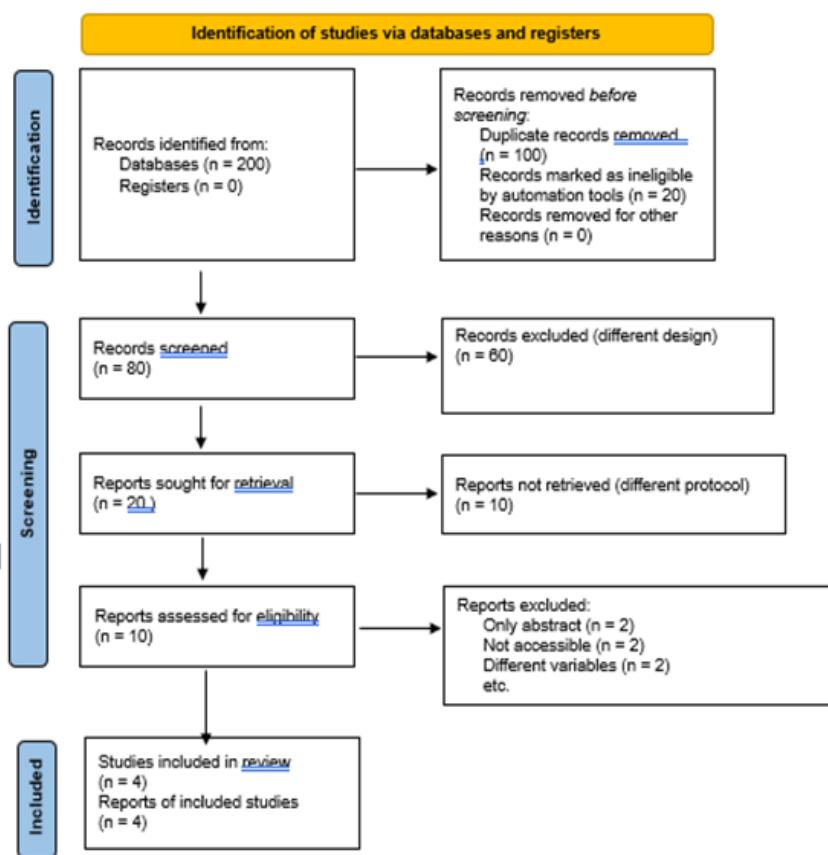 Identification of studies via databases and registers
Identification
Records identified from:
Databases (n = 200)
Registers (n = 0)
Records removed before
screening:
Duplicate records removed
(n = 100)
Records marked as ineligible
by automation tools (n = 20)
Records removed for other
reasons (n = 0)
Screening
Records screened
(n = 80)
Records excluded (different design)
(n = 60)
Reports sought for retrieval
(n = 20 )
Reports not retrieved (different protocol)
(n = 10)
Reports assessed for eligibility
(n = 10)
Reports excluded:
Only abstract (n = 2)
Not accessible (n = 2)
Different variables (n = 2)
etc.
Included
Studies included in review
(n = 4)
Reports of included studies
(n = 4)